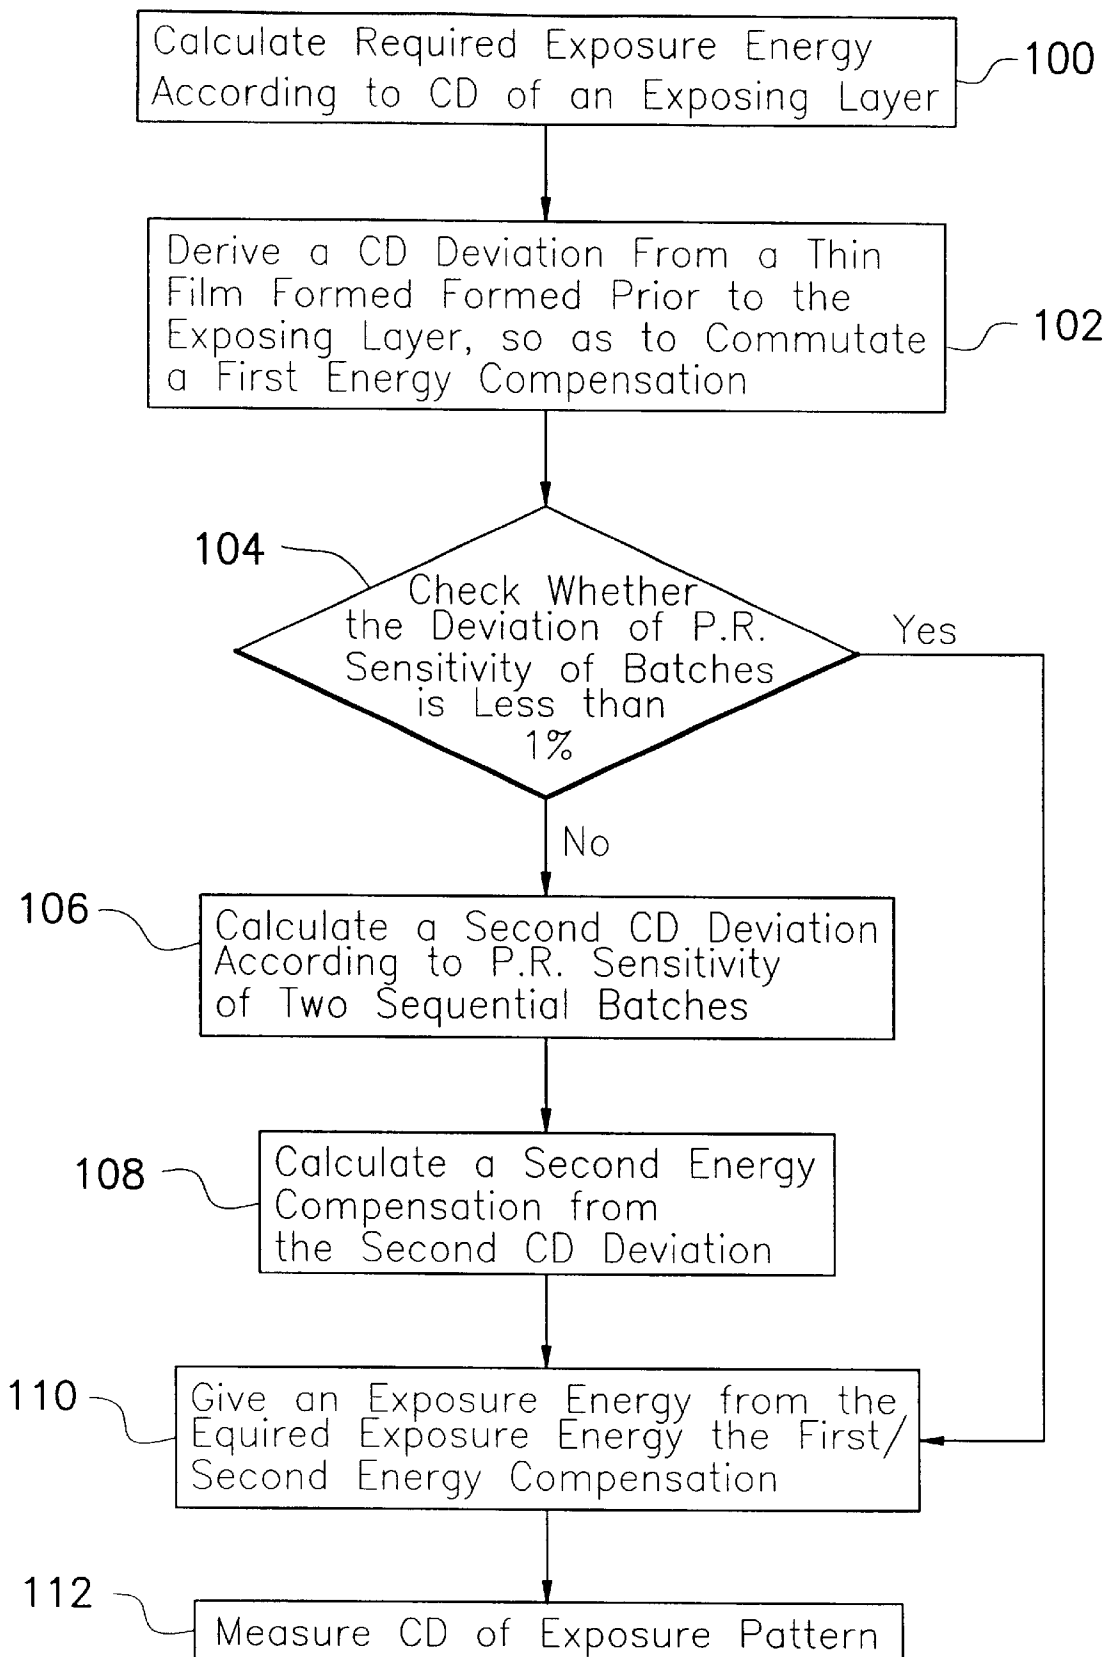 Calculate Required Exposure Energy
According to CD of an Exposing Layer
100
Derive a CD Deviation From a Thin
Film Formed Formed Prior to the
Exposing Layer, so as to Commutate
a First Energy Compensation
102
104
Check Whether
the Deviation of P.R.
Sensitivity of Batches
is Less than
1%
Yes
No
106
Calculate a Second CD Deviation
According to P.R. Sensitivity
of Two Sequential Batches
108
Calculate a Second Energy
Compensation from
the Second CD Deviation
110
Give an Exposure Energy from the
Equired Exposure Energy the First/
Second Energy Compensation
112
Measure CD of Exposure Pattern